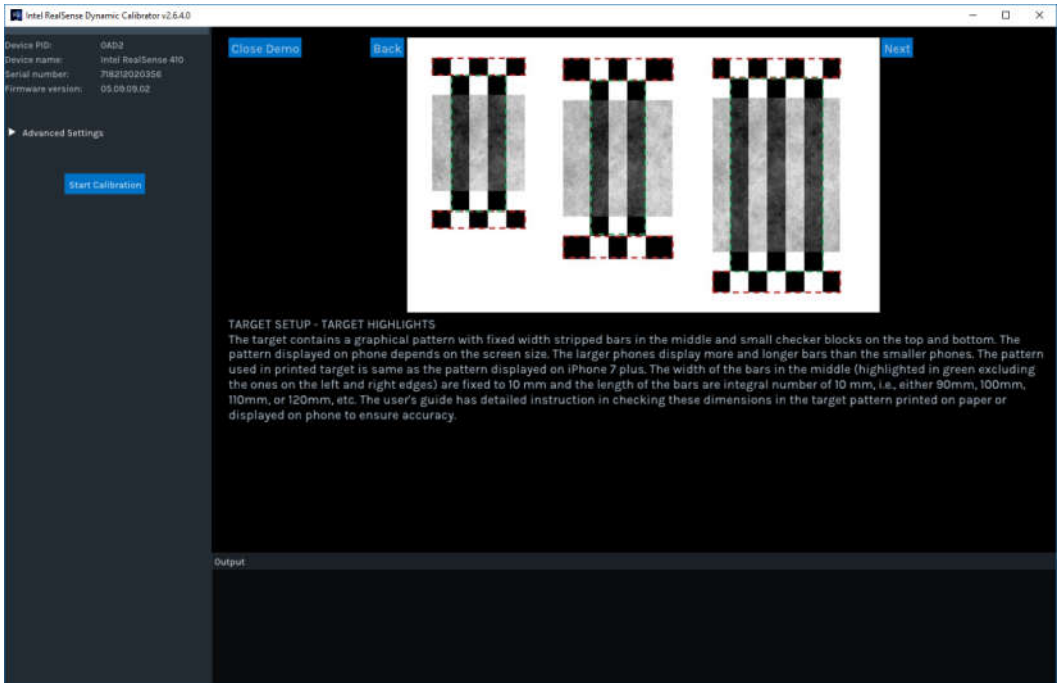 Intel RealSense Dynamic Calibrator v2.6.4.0
Device PID: 0AD2
Device name: Intel RealSense 410
Serial number: 718212020356
Firmware version: 05.09.09.02
Advanced Settings
Start Calibration
Close Demo
Back
Next
TARGET SETUP - TARGET HIGHLIGHTS
The target contains a graphical pattern with fixed width stripped bars in the middle and small checker blocks on the top and bottom. The
pattern displayed on phone depends on the screen size. The larger phones display more and longer bars than the smaller phones. The pattern
used in printed target is same as the pattern displayed on iPhone 7 plus. The width of the bars in the middle (highlighted in green excluding
the ones on the left and right edges) are fixed to 10 mm and the length of the bars are integral number of 10 mm, i.e., either 90mm, 100mm,
110mm, or 120mm, etc. The user's guide has detailed instruction in checking these dimensions in the target pattern printed on paper or
displayed on phone to ensure accuracy.
Output